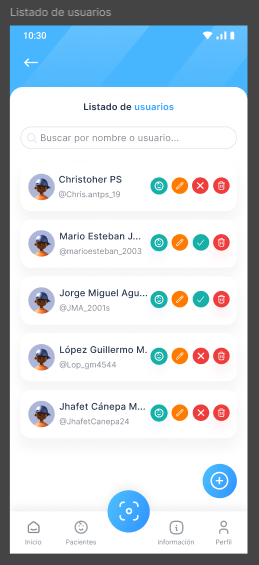 Listado de usuarios
10:30
Listado de usuarios
Buscar por nombre o usuario...
Christoher PS
@Chris.antps_19
Mario Esteban J...
@marioesteban_2003
Jorge Miguel Agu...
@JMA_2001s
López Guillermo M.
@Lop_gm4544
Jhafet Cánepa M...
@JhafetCanepa24
Inicio
Pacientes
Información
Perfil